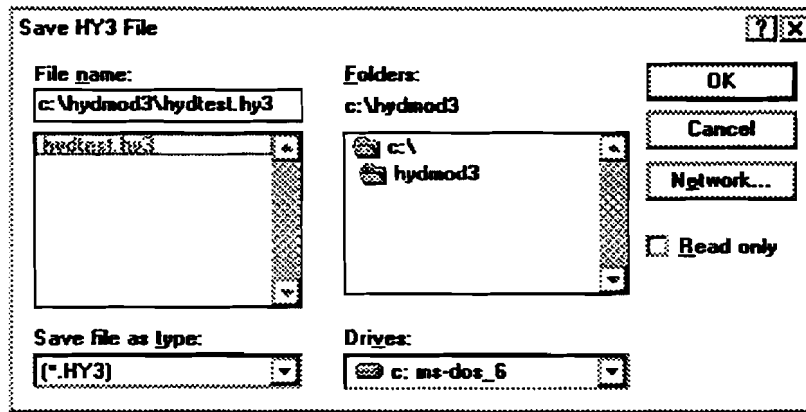 Save HY3 File
? X
File name:
c:\hydmod3\hydtest.hy3
hydtest.hy3
Save file as type:
(*.HY3)
Folders:
c:\hydmod3
c:\
hydmod3
Drives:
c: ms-dos_6
OK
Cancel
Network...
Read only